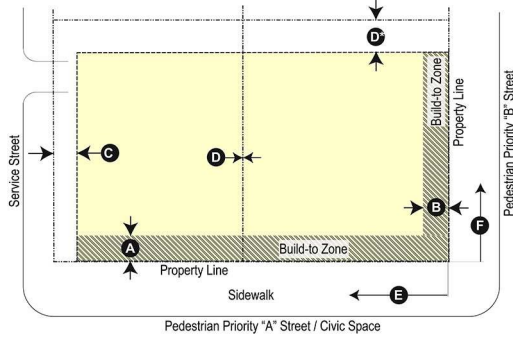 D*
Build-to Zone
Property Line
Pedestrian Priority "B" Street
Service Street
C
D
B
F
A
Build-to Zone
Property Line
Sidewalk
E
Pedestrian Priority "A" Street / Civic Space